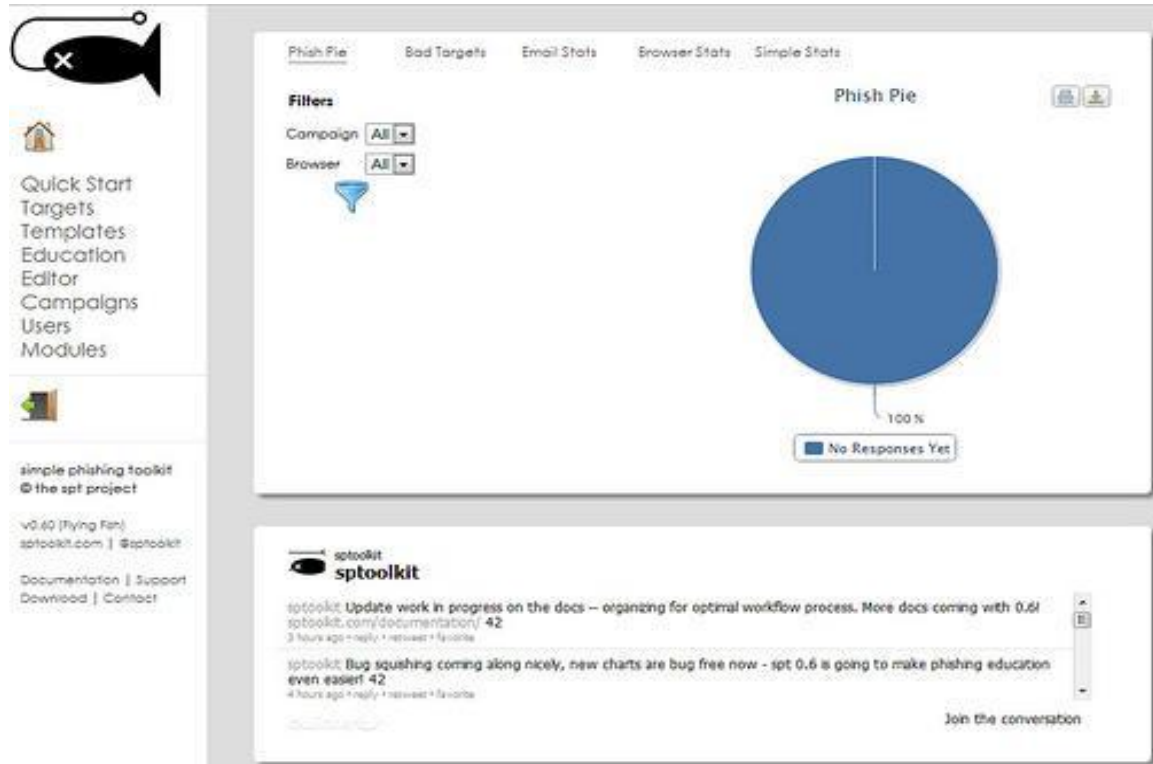 Quick Start
Targets
Templates
Education
Editor
Campaigns
Users
Modules
simple phishing toolkit
© the spt project
v0.60 (Flying Fish)
sptoolkit.com | @sptoolkit
Documentation | Support
Download | Contact
Phish Pie Bad Targets Email Stats Browser Stats Simple Stats
Filters
Campaign All
Browser All
Phish Pie
100 %
No Responses Yet
sptoolkit
sptoolkit
sptoolkit Update work in progress on the docs -- organizing for optimal workflow process. More docs coming with 0.6!
sptoolkit.com/documentation/ 42
3 hours ago • reply • retweet • favorite
sptoolkit Bug squishing coming along nicely, new charts are bug free now - spt 0.6 is going to make phishing education
even easier! 42
4 hours ago • reply • retweet • favorite
Join the conversation